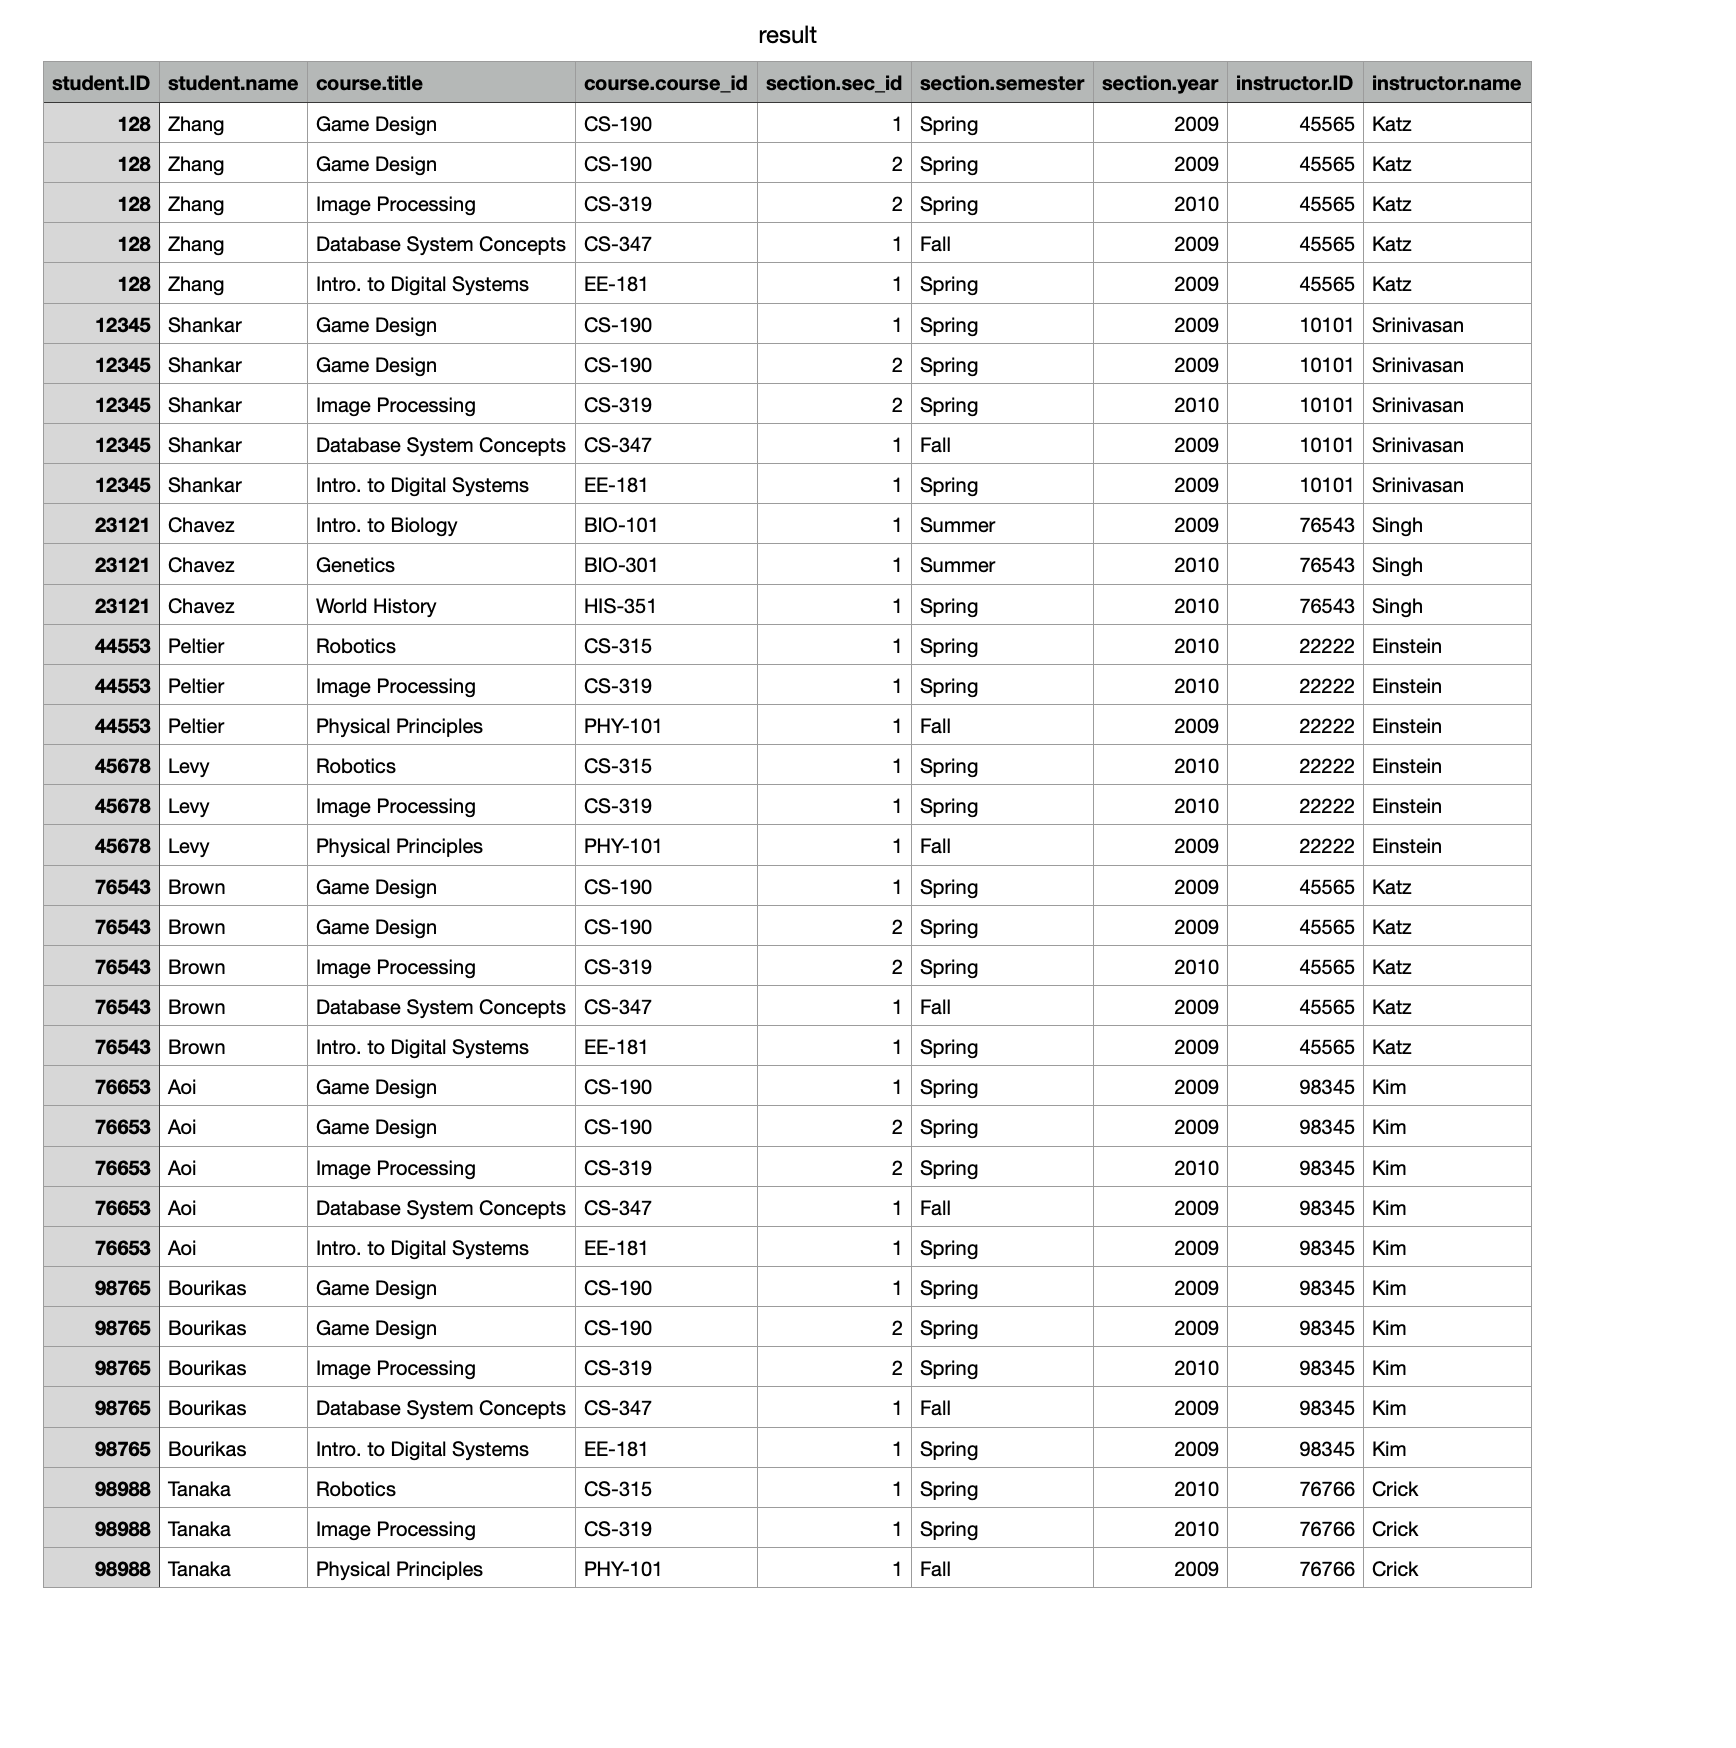 result
student.ID student.name course.title course.course_id section.sec_id section.semester section.year instructor.ID instructor.name
128 Zhang Game Design CS-190 1 Spring 2009 45565 Katz
128 Zhang Game Design CS-190 2 Spring 2009 45565 Katz
128 Zhang Image Processing CS-319 2 Spring 2010 45565 Katz
128 Zhang Database System Concepts CS-347 1 Fall 2009 45565 Katz
128 Zhang Intro. to Digital Systems EE-181 1 Spring 2009 45565 Katz
12345 Shankar Game Design CS-190 1 Spring 2009 10101 Srinivasan
12345 Shankar Game Design CS-190 2 Spring 2009 10101 Srinivasan
12345 Shankar Image Processing CS-319 2 Spring 2010 10101 Srinivasan
12345 Shankar Database System Concepts CS-347 1 Fall 2009 10101 Srinivasan
12345 Shankar Intro. to Digital Systems EE-181 1 Spring 2009 10101 Srinivasan
23121 Chavez Intro. to Biology BIO-101 1 Summer 2009 76543 Singh
23121 Chavez Genetics BIO-301 1 Summer 2010 76543 Singh
23121 Chavez World History HIS-351 1 Spring 2010 76543 Singh
44553 Peltier Robotics CS-315 1 Spring 2010 22222 Einstein
44553 Peltier Image Processing CS-319 1 Spring 2010 22222 Einstein
44553 Peltier Physical Principles PHY-101 1 Fall 2009 22222 Einstein
45678 Levy Robotics CS-315 1 Spring 2010 22222 Einstein
45678 Levy Image Processing CS-319 1 Spring 2010 22222 Einstein
45678 Levy Physical Principles PHY-101 1 Fall 2009 22222 Einstein
76543 Brown Game Design CS-190 1 Spring 2009 45565 Katz
76543 Brown Game Design CS-190 2 Spring 2009 45565 Katz
76543 Brown Image Processing CS-319 2 Spring 2010 45565 Katz
76543 Brown Database System Concepts CS-347 1 Fall 2009 45565 Katz
76543 Brown Intro. to Digital Systems EE-181 1 Spring 2009 45565 Katz
76653 Aoi Game Design CS-190 1 Spring 2009 98345 Kim
76653 Aoi Game Design CS-190 2 Spring 2009 98345 Kim
76653 Aoi Image Processing CS-319 2 Spring 2010 98345 Kim
76653 Aoi Database System Concepts CS-347 1 Fall 2009 98345 Kim
76653 Aoi Intro. to Digital Systems EE-181 1 Spring 2009 98345 Kim
98765 Bourikas Game Design CS-190 1 Spring 2009 98345 Kim
98765 Bourikas Game Design CS-190 2 Spring 2009 98345 Kim
98765 Bourikas Image Processing CS-319 2 Spring 2010 98345 Kim
98765 Bourikas Database System Concepts CS-347 1 Fall 2009 98345 Kim
98765 Bourikas Intro. to Digital Systems EE-181 1 Spring 2009 98345 Kim
98988 Tanaka Robotics CS-315 1 Spring 2010 76766 Crick
98988 Tanaka Image Processing CS-319 1 Spring 2010 76766 Crick
98988 Tanaka Physical Principles PHY-101 1 Fall 2009 76766 Crick